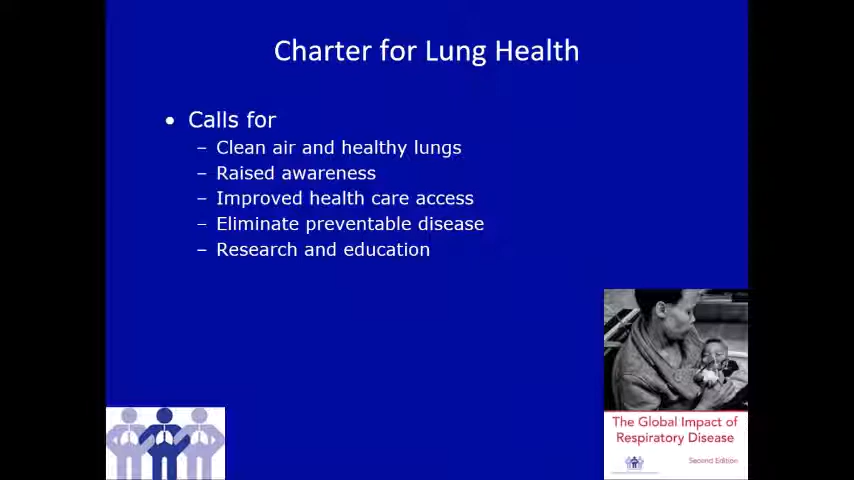 Charter for Lung Health
• Calls for
– Clean air and healthy lungs
– Raised awareness
– Improved health care access
– Eliminate preventable disease
– Research and education
The Global Impact of
Respiratory Disease
Second Edition